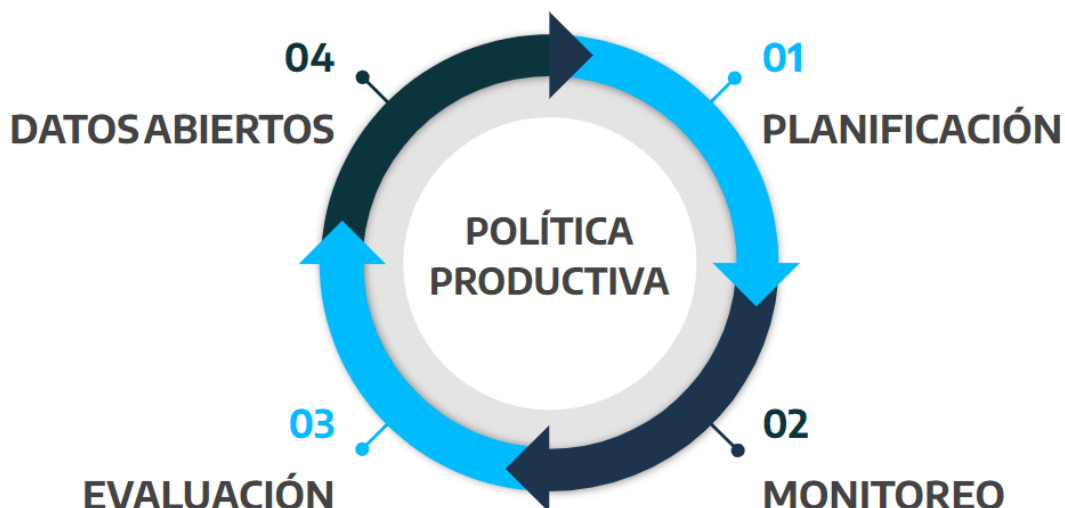 04
DATOS ABIERTOS
01
PLANIFICACIÓN
POLÍTICA
PRODUCTIVA
03
EVALUACIÓN
02
MONITOREO